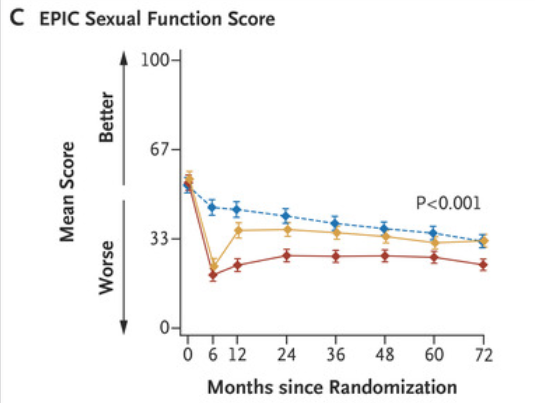 C EPIC Sexual Function Score
100
67
33
0
Mean Score
Better
Worse
P<0.001
0 6 12 24 36 48 60 72
Months since Randomization